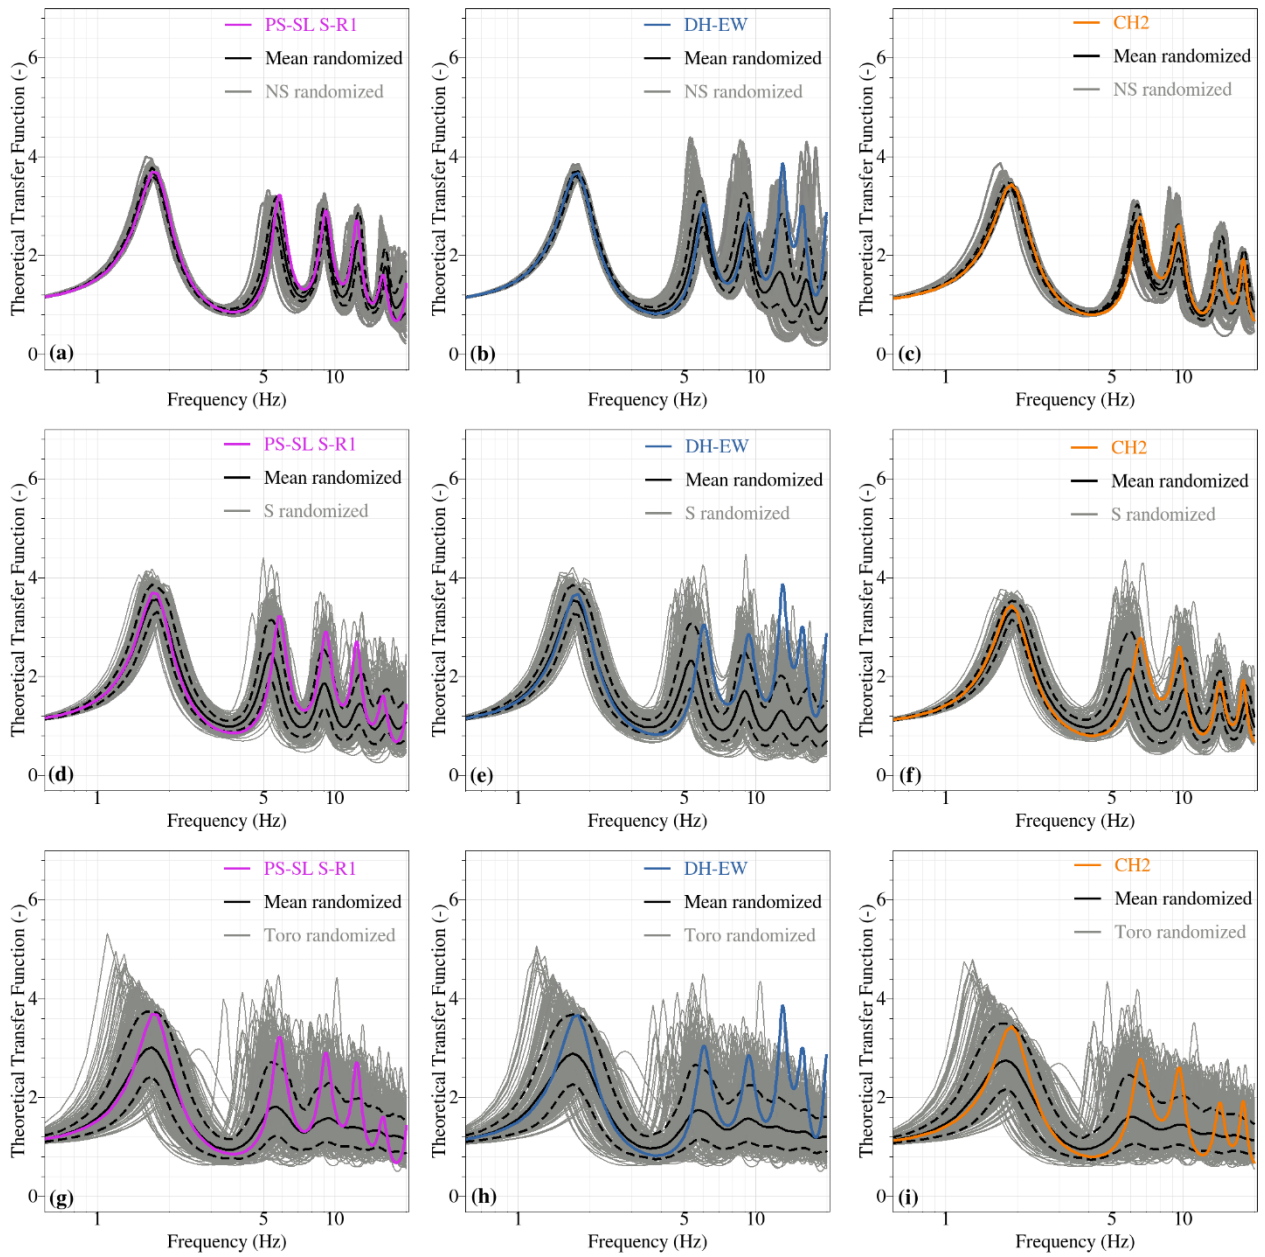 Theoretical Transfer Function (-)
6
4
2
0
PS-SL S-R1
Mean randomized
NS randomized
(a)
1 5 10
Frequency (Hz)
Theoretical Transfer Function (-)
6
4
2
0
DH-EW
Mean randomized
NS randomized
(b)
1 5 10
Frequency (Hz)
Theoretical Transfer Function (-)
6
4
2
0
CH2
Mean randomized
NS randomized
(c)
1 5 10
Frequency (Hz)
Theoretical Transfer Function (-)
6
4
2
0
PS-SL S-R1
Mean randomized
S randomized
(d)
1 5 10
Frequency (Hz)
Theoretical Transfer Function (-)
6
4
2
0
DH-EW
Mean randomized
S randomized
(e)
1 5 10
Frequency (Hz)
Theoretical Transfer Function (-)
6
4
2
0
CH2
Mean randomized
S randomized
(f)
1 5 10
Frequency (Hz)
Theoretical Transfer Function (-)
6
4
2
0
PS-SL S-R1
Mean randomized
Toro randomized
(g)
1 5 10
Frequency (Hz)
Theoretical Transfer Function (-)
6
4
2
0
DH-EW
Mean randomized
Toro randomized
(h)
1 5 10
Frequency (Hz)
Theoretical Transfer Function (-)
6
4
2
0
CH2
Mean randomized
Toro randomized
(i)
1 5 10
Frequency (Hz)